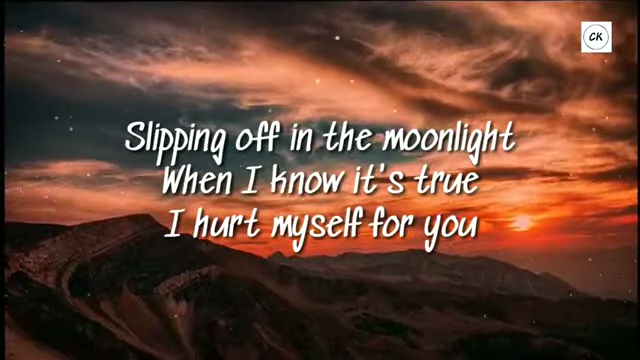 CK
Slipping off in the moonlight
When I know it's true
I hurt myself for you